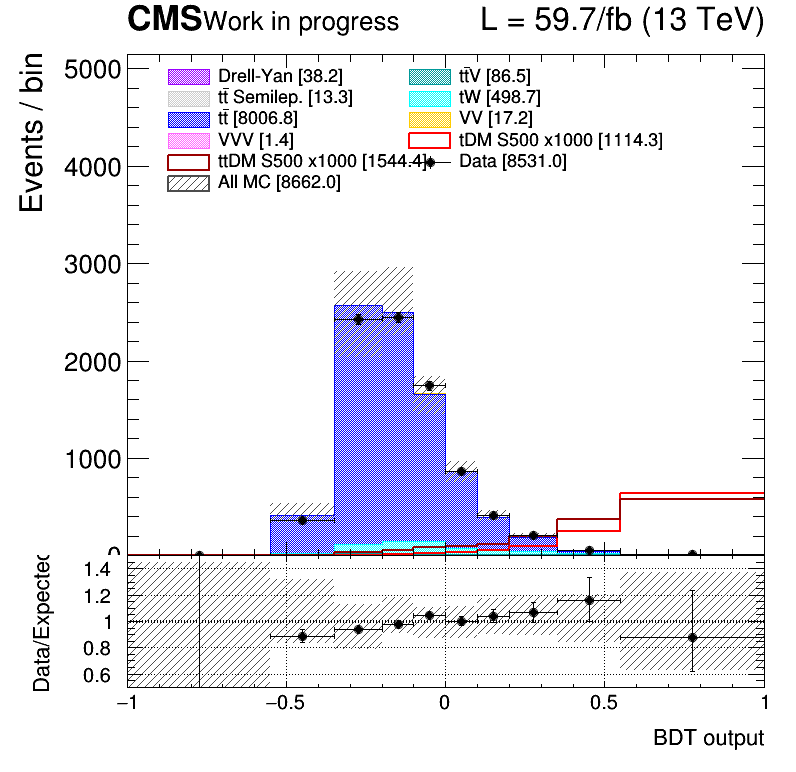 CMS Work in progress L = 59.7/fb (13 TeV)
Events / bin
5000
4000
3000
2000
1000
0
Drell-Yan [38.2]
tt̄V [86.5]
tt̄ Semilep. [13.3]
tW [498.7]
tt̄ [8006.8]
VV [17.2]
VVV [1.4]
tDM S500 x1000 [1114.3]
ttDM S500 x1000 [1544.4]
Data [8531.0]
All MC [8662.0]
Data/Expected
1.4
1.2
1
0.8
0.6
−1 −0.5 0 0.5 1
BDT output